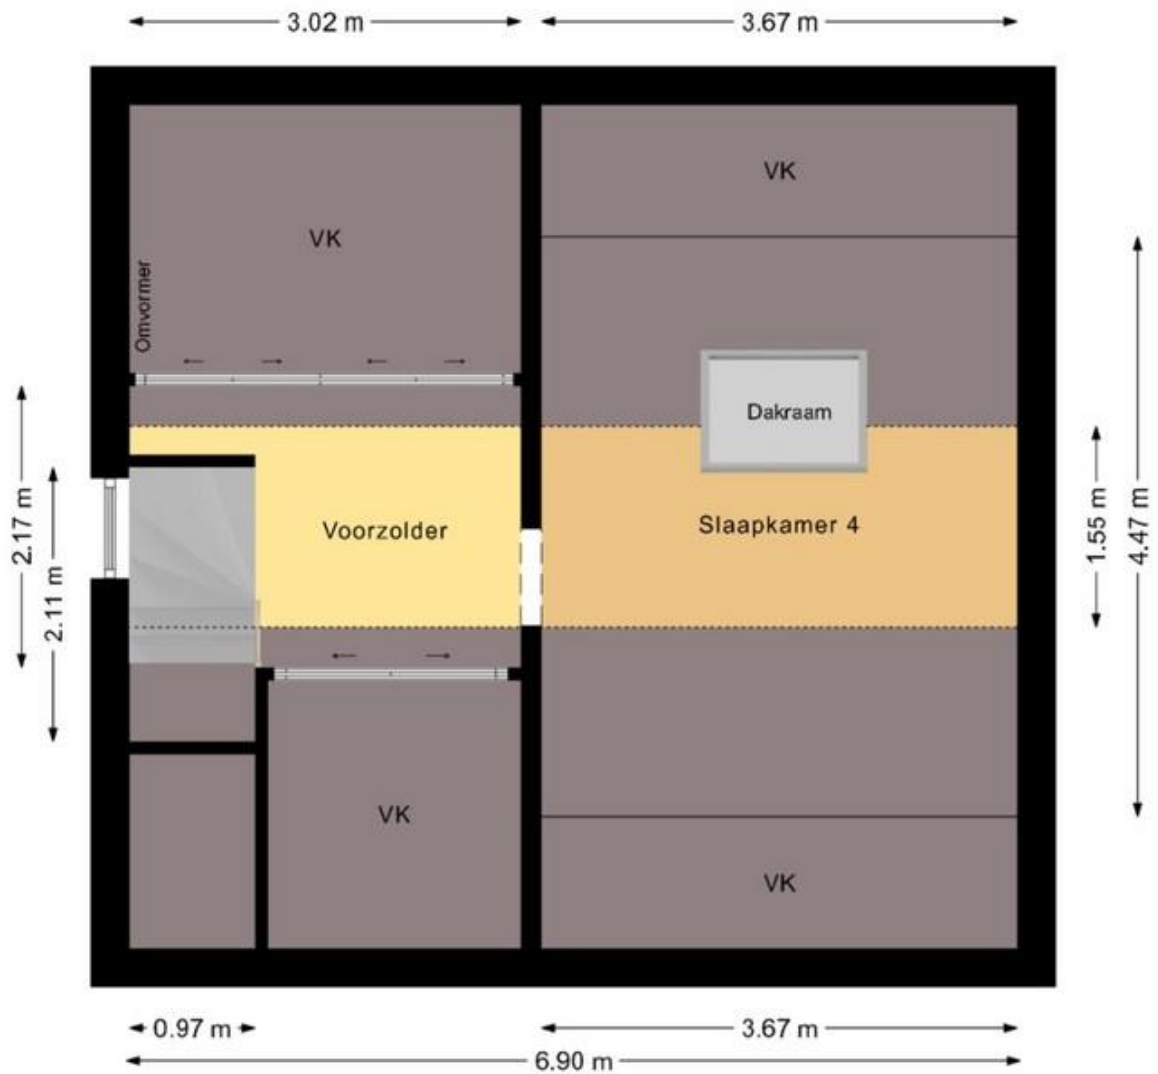 3.02 m
3.67 m
VK
VK
Omvormer
Dakraam
Voorzolder
Slaapkamer 4
2.17 m
2.11 m
1.55 m
4.47 m
VK
VK
0.97 m
3.67 m
6.90 m